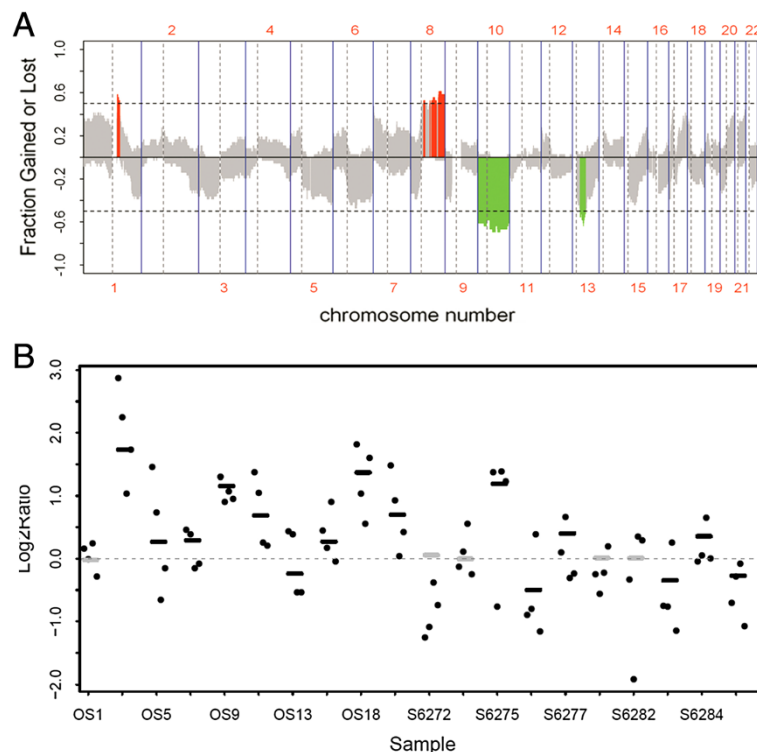 A
2 4 6 8 10 12 14 16 18 20 22
1.0
0.6
0.2
-0.2
-0.6
-1.0
Fraction Gained or Lost
1 3 5 7 9 11 13 15 17 19 21
chromosome number
B
3.0
2.0
1.0
0.0
-1.0
-2.0
Log2Ratio
OS1 OS5 OS9 OS13 OS18 S6272 S6275 S6277 S6282 S6284
Sample